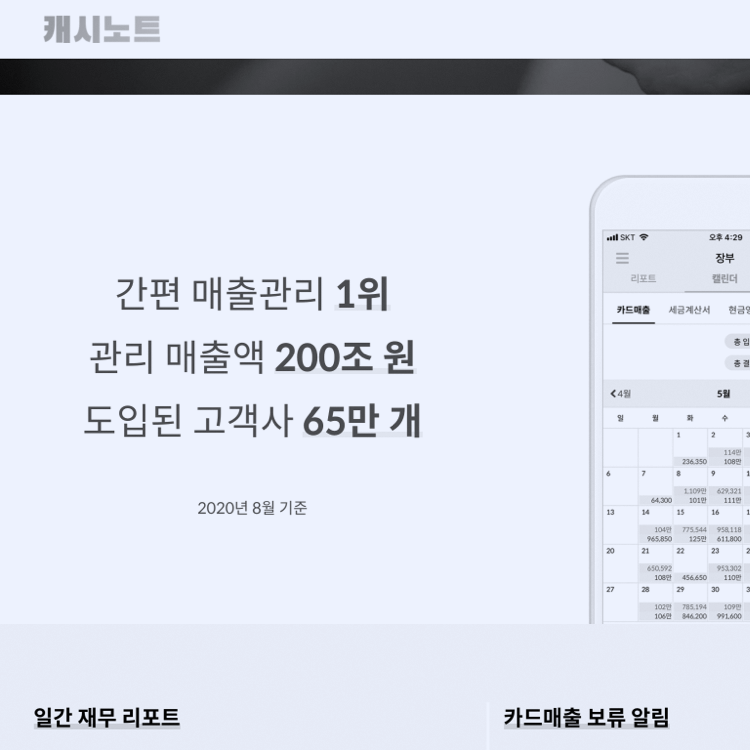 캐시노트
간편 매출관리 1위
관리 매출액 200조 원
도입된 고객사 65만 개
2020년 8월 기준
SKT 오후 4:29
장부
리포트 캘린더
카드매출 세금계산서
4월 5월
일 월 화 수
1 2
114만
236,350 108만
6 7 8 9
1,109만 629,321
64,300 101만 111만
13 14 15 16
104만 775,544 958,118
965,850 125만 611,800
20 21 22 23
650,592 953,302
108만 456,650 110만
27 28 29 30
102만 785,194 109만
106만 846,200 991,600
일간 재무 리포트
카드매출 보류 알림